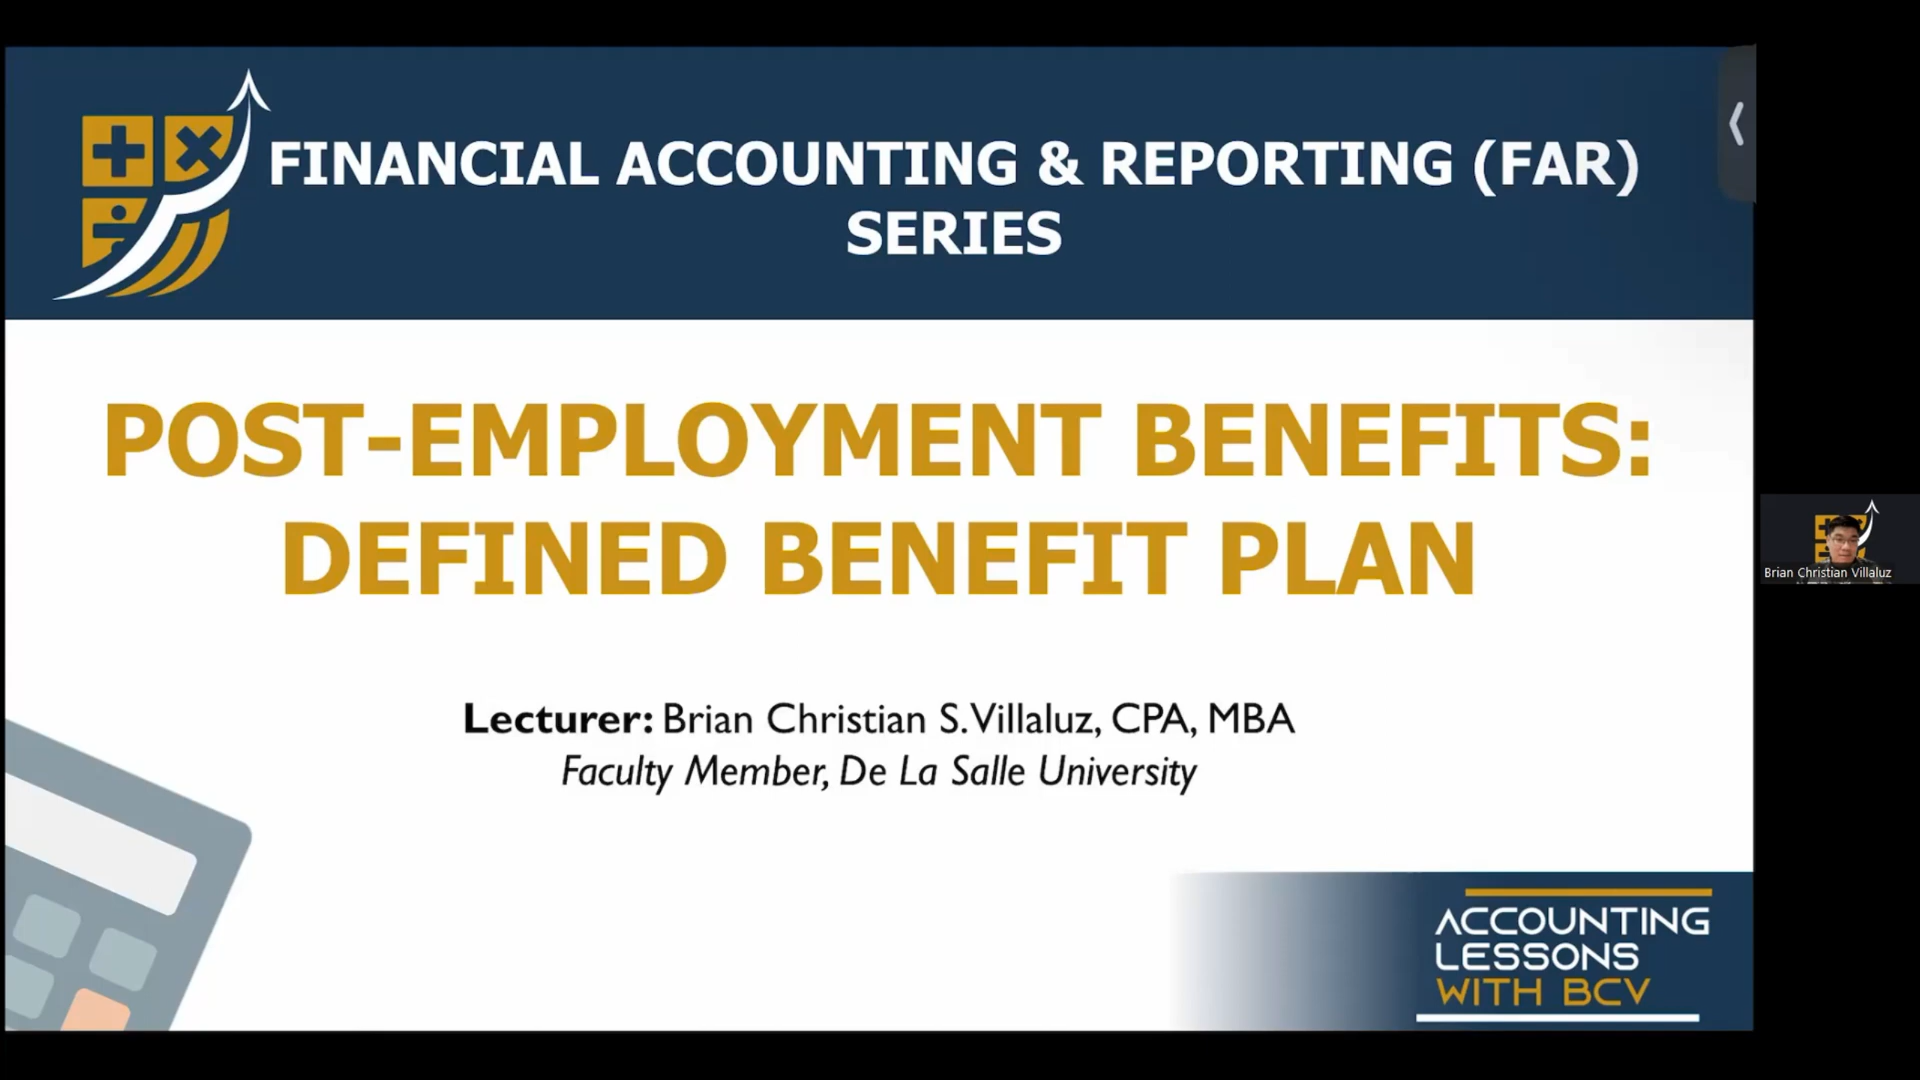 FINANCIAL ACCOUNTING & REPORTING (FAR)
SERIES
POST-EMPLOYMENT BENEFITS:
DEFINED BENEFIT PLAN
Lecturer: Brian Christian S. Villaluz, CPA, MBA
Faculty Member, De La Salle University
Brian Christian Villaluz
ACCOUNTING
LESSONS
WITH BCV